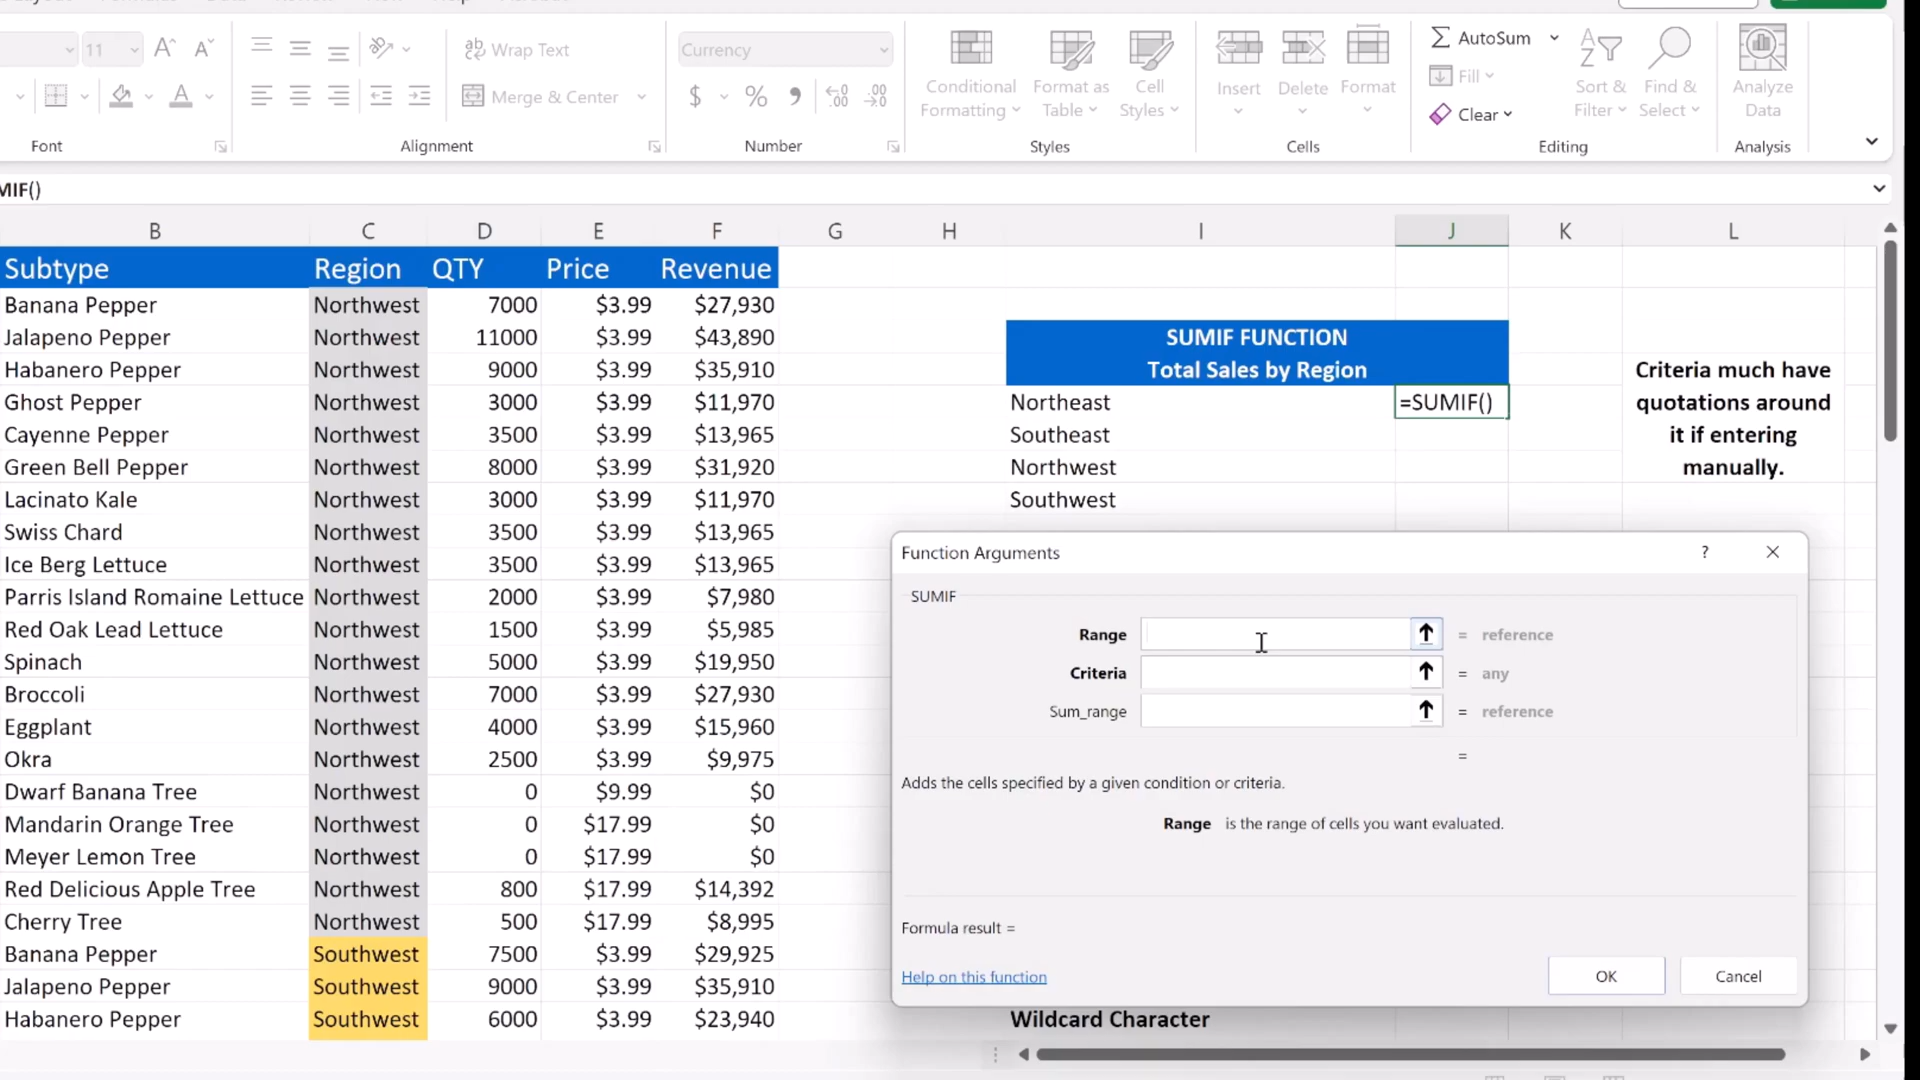 11
Wrap Text
Currency
Conditional Formatting
Format as Table
Cell Styles
Insert
Delete
Format
AutoSum
Fill
Clear
Sort & Filter
Find & Select
Analyze Data
Merge & Center
$ % 9
Font
Alignment
Number
Styles
Cells
Editing
Analysis
MIF()
B C D E F G H I J K L
Subtype Region QTY Price Revenue
Banana Pepper Northwest 7000 $3.99 $27,930
Jalapeno Pepper Northwest 11000 $3.99 $43,890
Habanero Pepper Northwest 9000 $3.99 $35,910
Ghost Pepper Northwest 3000 $3.99 $11,970
Cayenne Pepper Northwest 3500 $3.99 $13,965
Green Bell Pepper Northwest 8000 $3.99 $31,920
Lacinato Kale Northwest 3000 $3.99 $11,970
Swiss Chard Northwest 3500 $3.99 $13,965
Ice Berg Lettuce Northwest 3500 $3.99 $13,965
Parris Island Romaine Lettuce Northwest 2000 $3.99 $7,980
Red Oak Lead Lettuce Northwest 1500 $3.99 $5,985
Spinach Northwest 5000 $3.99 $19,950
Broccoli Northwest 7000 $3.99 $27,930
Eggplant Northwest 4000 $3.99 $15,960
Okra Northwest 2500 $3.99 $9,975
Dwarf Banana Tree Northwest 0 $9.99 $0
Mandarin Orange Tree Northwest 0 $17.99 $0
Meyer Lemon Tree Northwest 0 $17.99 $0
Red Delicious Apple Tree Northwest 800 $17.99 $14,392
Cherry Tree Northwest 500 $17.99 $8,995
Banana Pepper Southwest 7500 $3.99 $29,925
Jalapeno Pepper Southwest 9000 $3.99 $35,910
Habanero Pepper Southwest 6000 $3.99 $23,940
SUMIF FUNCTION
Total Sales by Region
Northeast =SUMIF()
Southeast
Northwest
Southwest
Criteria much have
quotations around
it if entering
manually.
Function Arguments ?
SUMIF
Range = reference
Criteria = any
Sum_range = reference
=
Adds the cells specified by a given condition or criteria.
Range is the range of cells you want evaluated.
Formula result =
Help on this function
OK Cancel
Wildcard Character